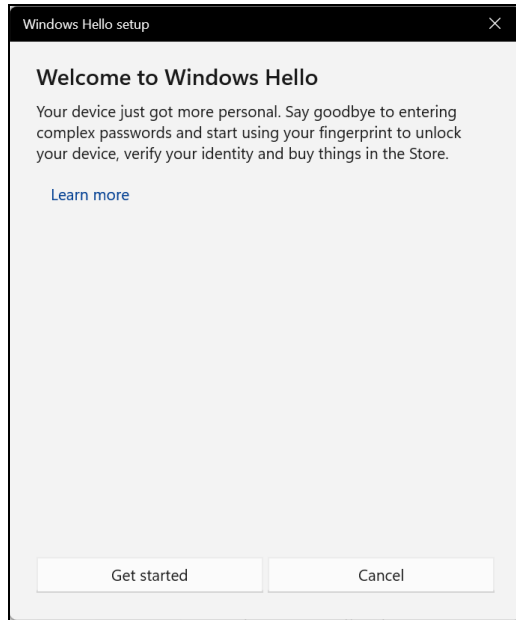 Windows Hello setup
Welcome to Windows Hello
Your device just got more personal. Say goodbye to entering
complex passwords and start using your fingerprint to unlock
your device, verify your identity and buy things in the Store.
Learn more
Get started
Cancel